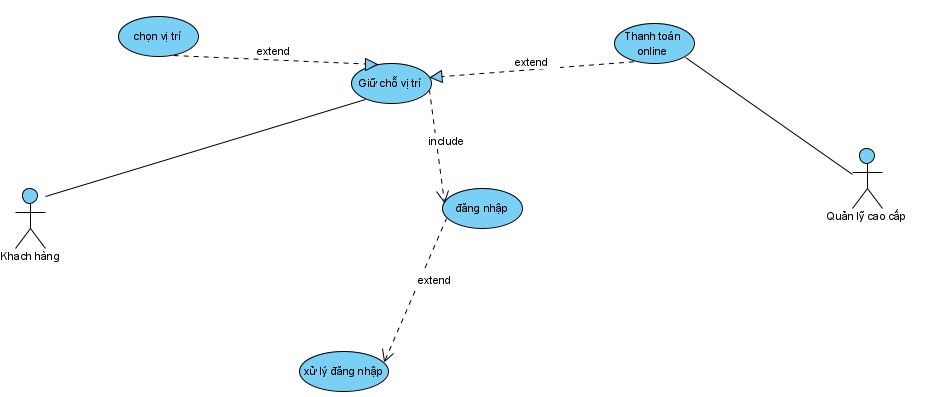 chọn vị trí
extend
Giữ chỗ vị trí
extend
Thanh toán
online
include
Khach hàng
đăng nhập
Quản lý cao cấp
extend
xử lý đăng nhập